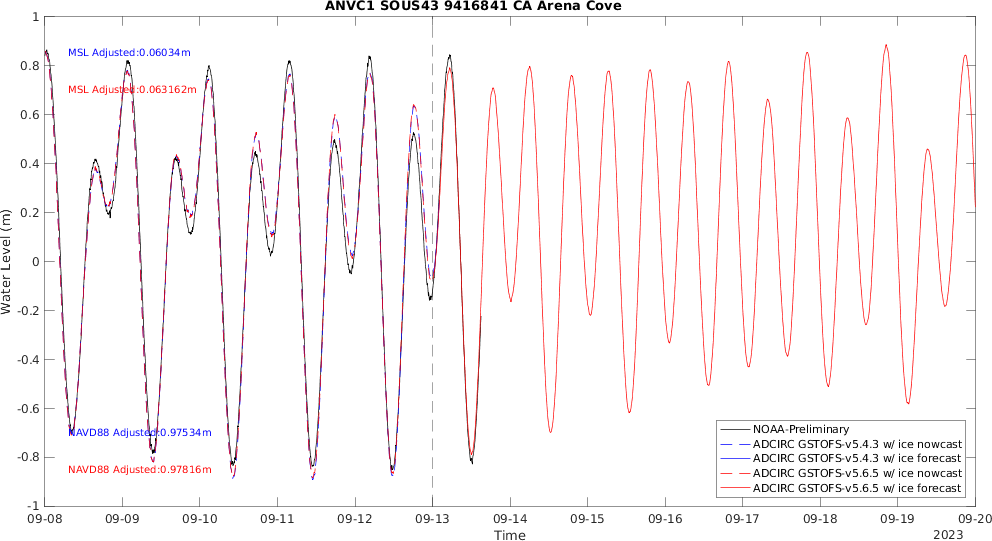 ANVC1 SOUS43 9416841 CA Arena Cove
1
0.8
0.6
0.4
0.2
0
-0.2
-0.4
-0.6
-0.8
-1
Water Level (m)
MSL Adjusted:0.06034m
MSL Adjusted:0.063162m
NAVD88 Adjusted:0.97534m
NAVD88 Adjusted:0.97816m
NOAA-Preliminary
ADCIRC GSTOFS-v5.4.3 w/ ice nowcast
ADCIRC GSTOFS-v5.4.3 w/ ice forecast
ADCIRC GSTOFS-v5.6.5 w/ ice nowcast
ADCIRC GSTOFS-v5.6.5 w/ ice forecast
09-08 09-09 09-10 09-11 09-12 09-13 09-14 09-15 09-16 09-17 09-18 09-19 09-20
Time
2023